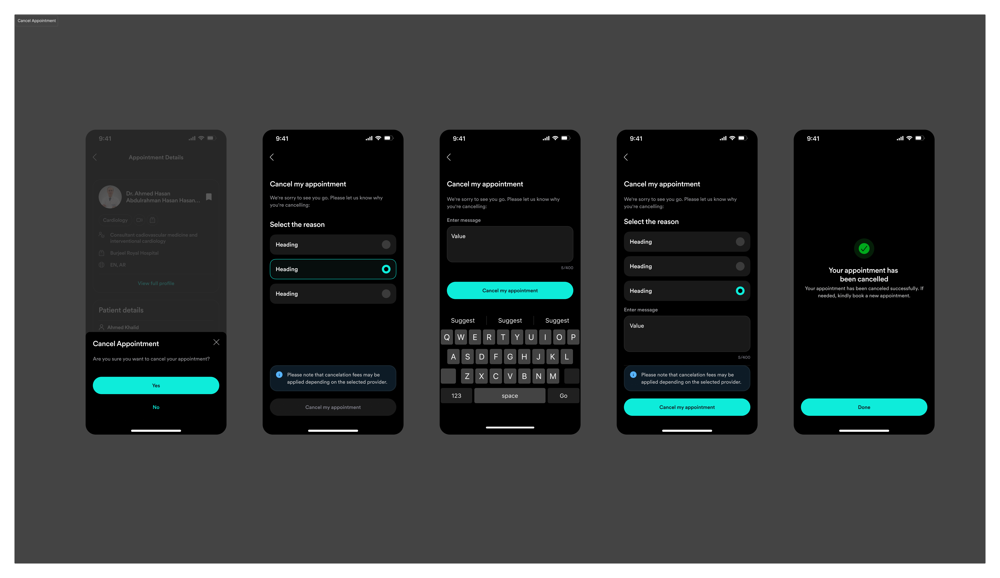 Cancel Appointment
9:41
Appointment Details
Dr. Ahmed Hasan
Abdulrahman Hasan Hasan...
Cardiology
Consultant cadiovascular medicine and
interventional cardiology
Burjeel Royal Hospital
EN, AR
View full profile
Patient details
Ahmed Khalid
Cancel Appointment
Are you sure you want to cancel your appointment?
Yes
No
9:41
Cancel my appointment
We're sorry to see you go. Please let us know why
you're cancelling:
Select the reason
Heading
Heading
Heading
Please note that cancelation fees may be
applied depending on the selected provider.
Cancel my appointment
9:41
Cancel my appointment
We're sorry to see you go. Please let us know why
you're cancelling:
Enter message
Value
5/400
Cancel my appointment
Suggest Suggest Suggest
Q W E R T Y U I O P
A S D F G H J K L
Z X C V B N M
123 space Go
9:41
Cancel my appointment
We're sorry to see you go. Please let us know why
you're cancelling:
Select the reason
Heading
Heading
Heading
Enter message
Value
5/400
Please note that cancelation fees may be
applied depending on the selected provider.
Cancel my appointment
9:41
Your appointment has
been cancelled
Your appointment has been canceled successfully. If
needed, kindly book a new appointment.
Done